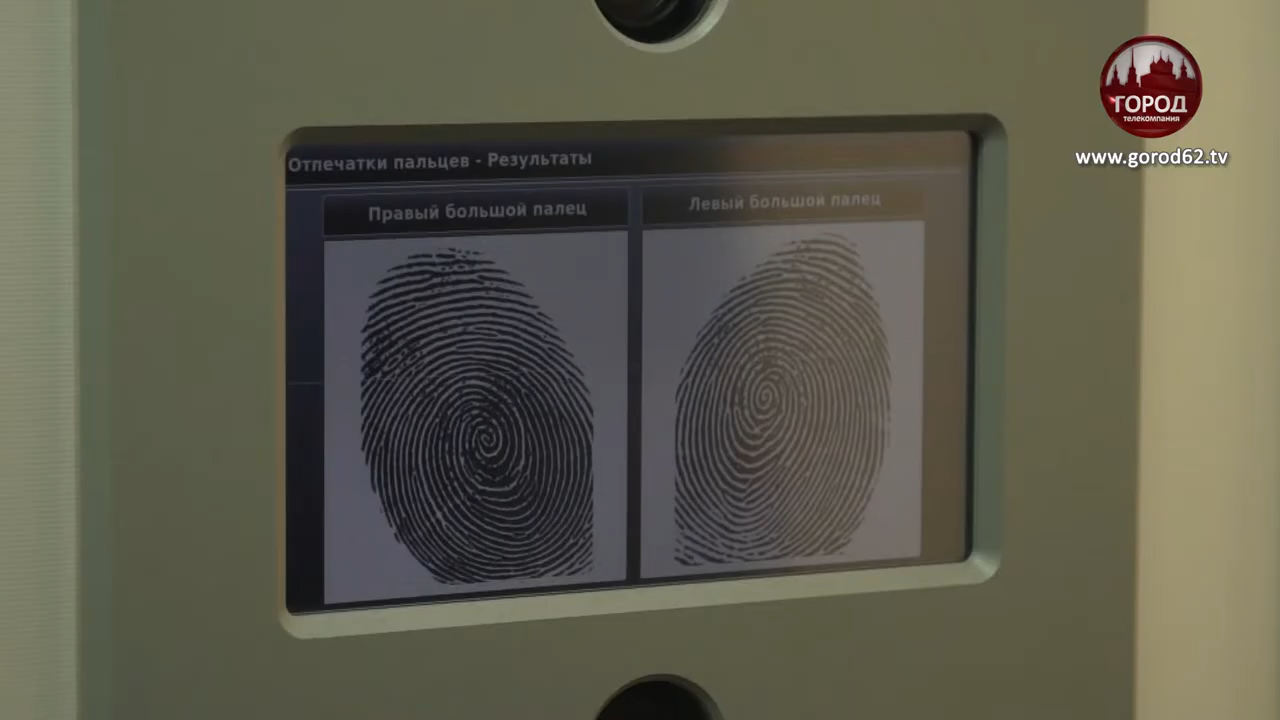 ГОРОД
телекомпания
www.gorod62.tv
Отпечатки пальцев - Результаты
Правый большой палец
Левый большой палец